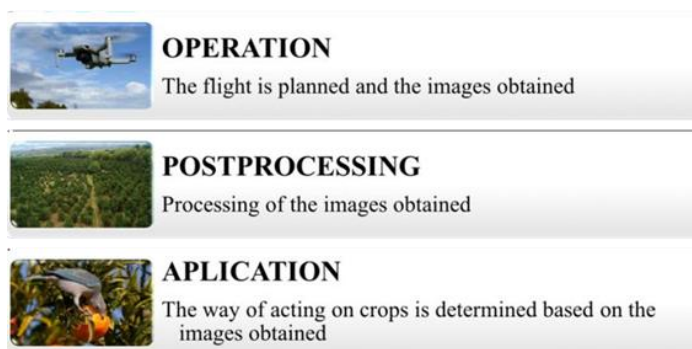 OPERATION
The flight is planned and the images obtained
POSTPROCESSING
Processing of the images obtained
APLICATION
The way of acting on crops is determined based on the
images obtained